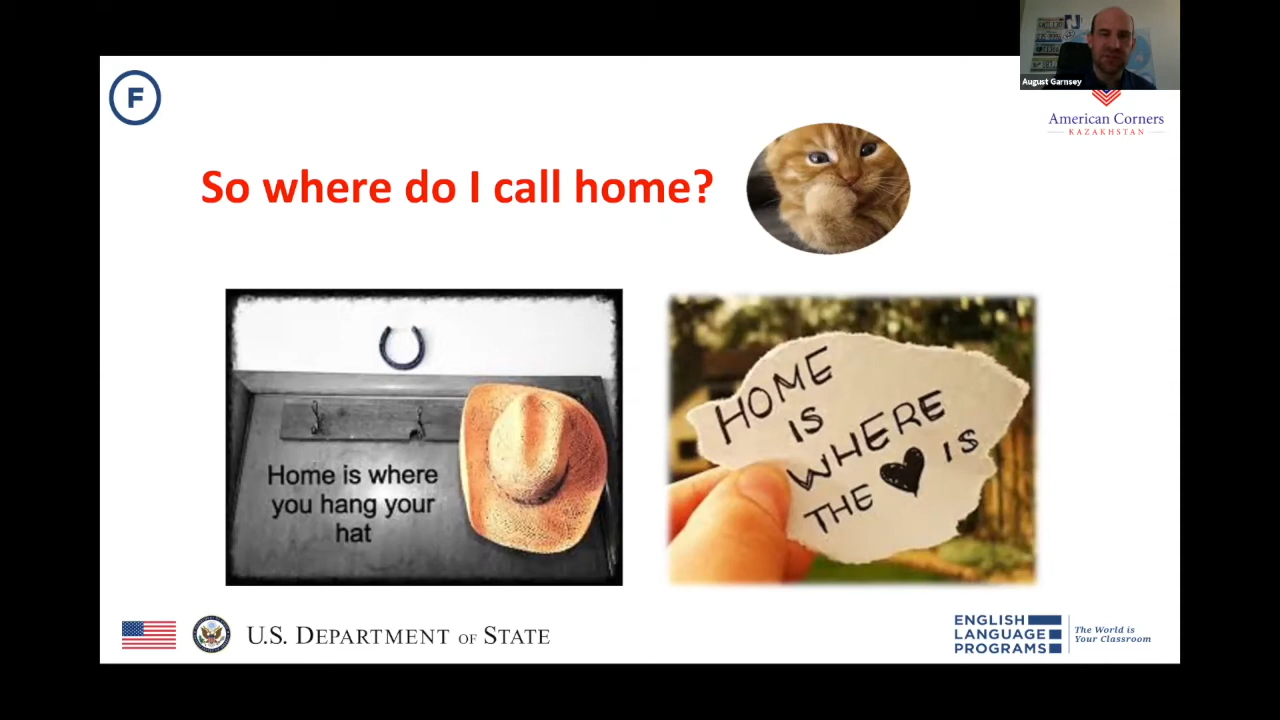 August Garnsey
F
American Corners
KAZAKHSTAN
So where do I call home?
Home is where
you hang your
hat
HOME
IS
WHERE
THE ♥ IS
U.S. DEPARTMENT OF STATE
ENGLISH
LANGUAGE
PROGRAMS
The World is
Your Classroom